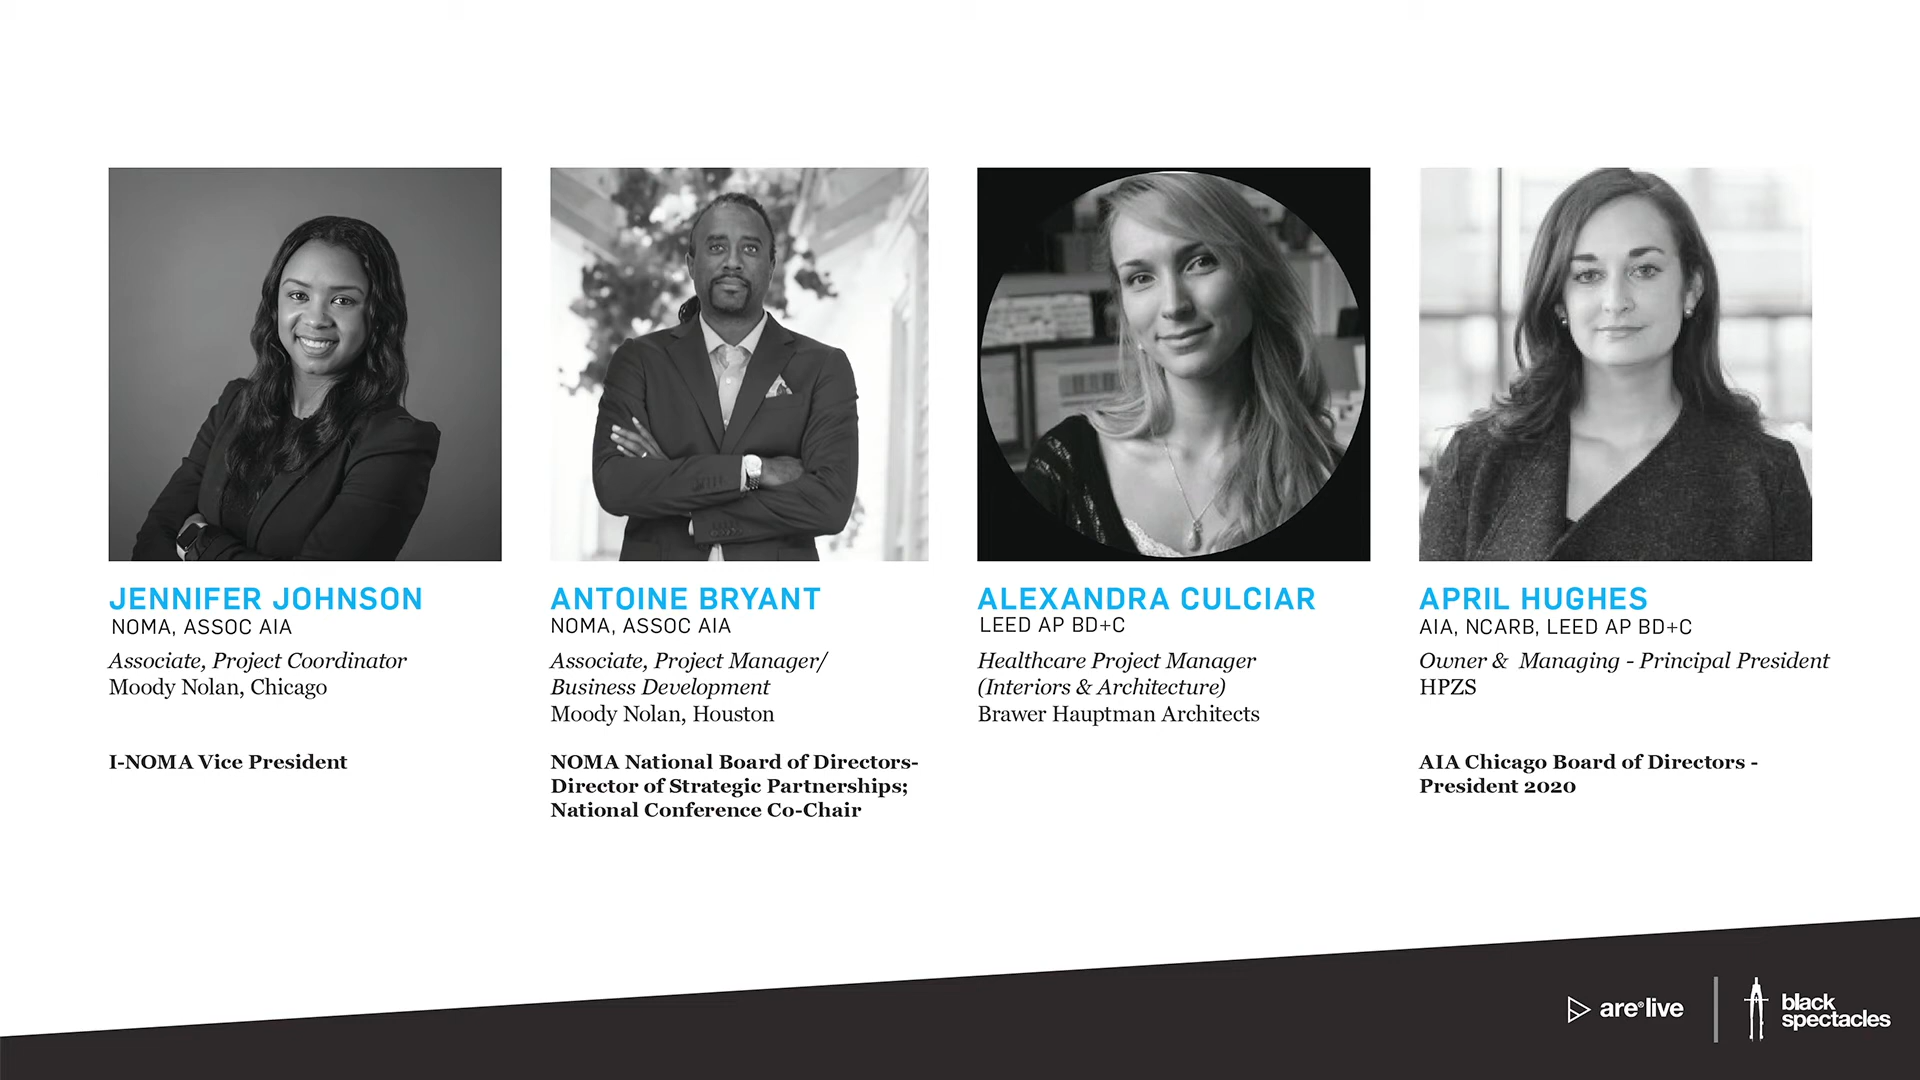 JENNIFER JOHNSON
NOMA, ASSOC AIA
Associate, Project Coordinator
Moody Nolan, Chicago
I-NOMA Vice President
ANTOINE BRYANT
NOMA, ASSOC AIA
Associate, Project Manager/
Business Development
Moody Nolan, Houston
NOMA National Board of Directors-
Director of Strategic Partnerships;
National Conference Co-Chair
ALEXANDRA CULCIAR
LEED AP BD+C
Healthcare Project Manager
(Interiors & Architecture)
Brawer Hauptman Architects
APRIL HUGHES
AIA, NCARB, LEED AP BD+C
Owner &  Managing - Principal President
HPZS
AIA Chicago Board of Directors -
President 2020
are®live
black
spectacles